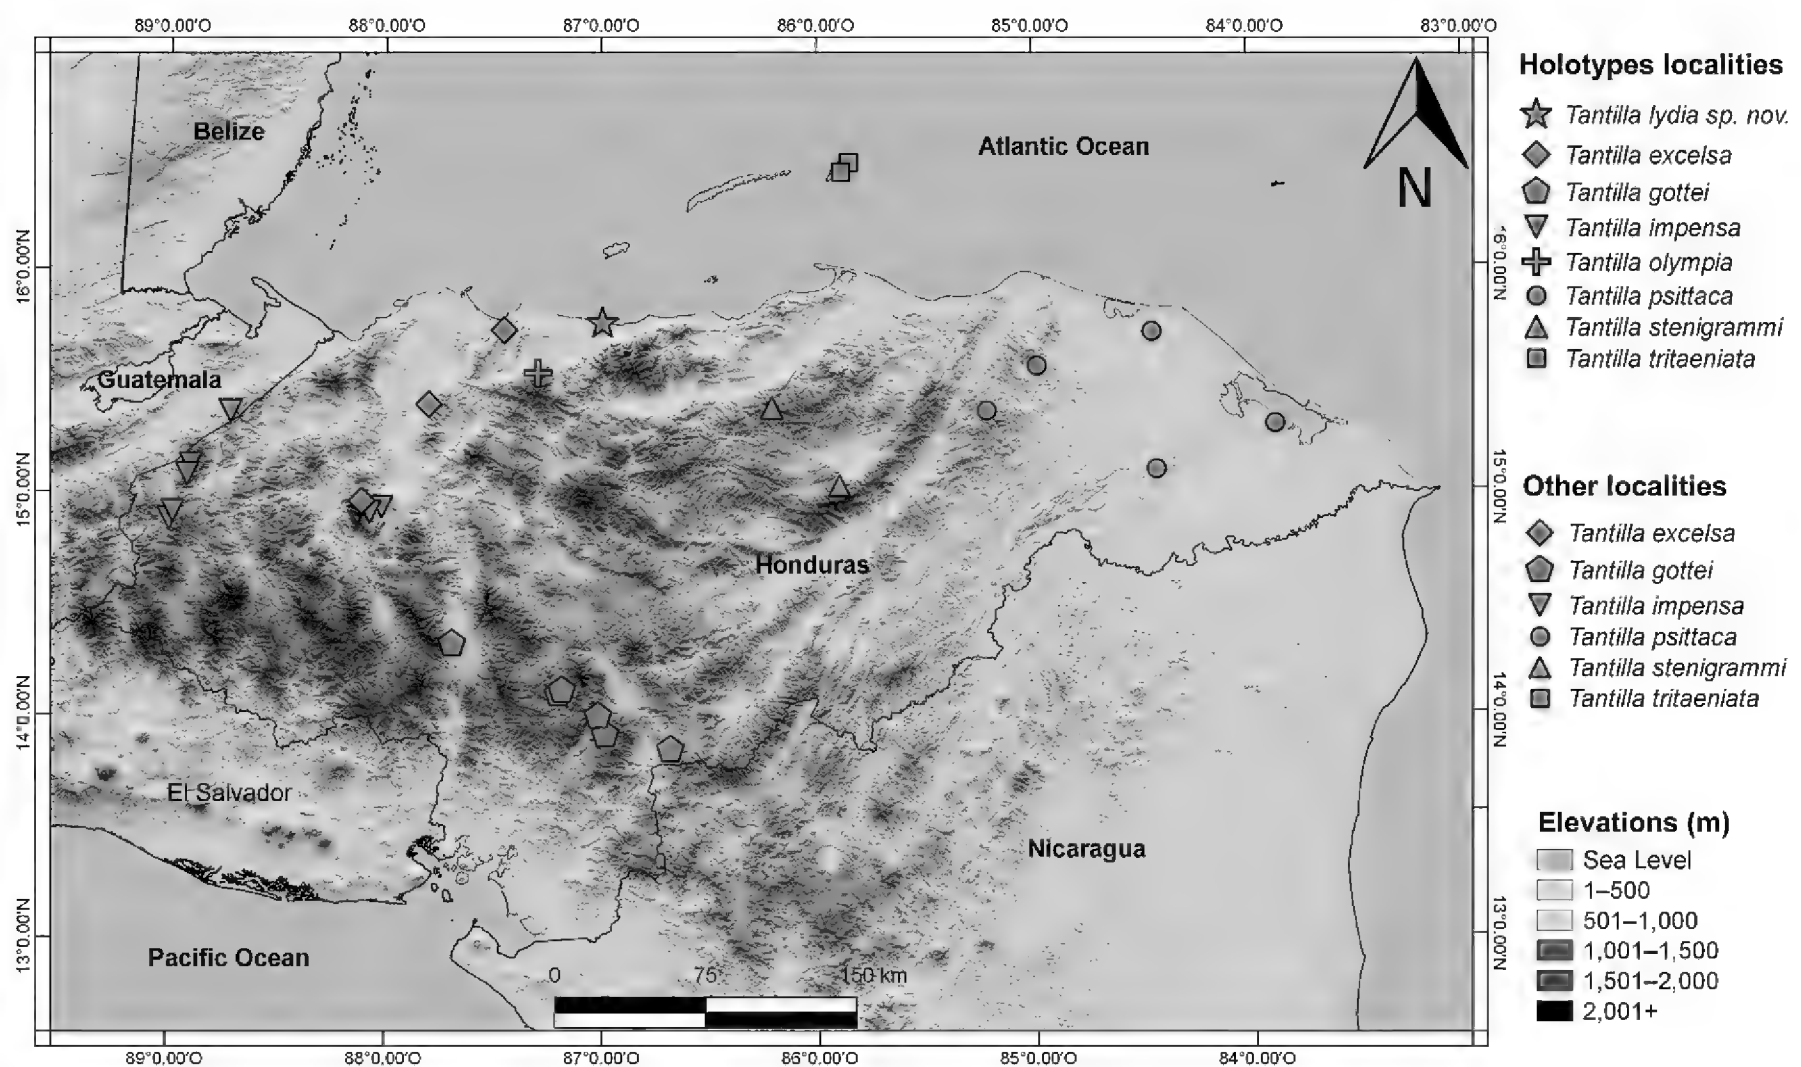 89°0.00'O 88°0.00'O 87°0.00'O 86°0.00'O 85°0.00'O 84°0.00'O 83°0.00'O
Belize
Atlantic Ocean
N
16°0.00'N
16°0.00'N
Guatemala
15°0.00'N
15°0.00'N
Honduras
14°0.00'N
14°0.00'N
El Salvador
Nicaragua
13°0.00'N
13°0.00'N
Pacific Ocean
0 75 150 km
89°0.00'O 88°0.00'O 87°0.00'O 86°0.00'O 85°0.00'O 84°0.00'O
Holotypes localities
Tantilla lydia sp. nov.
Tantilla excelsa
Tantilla gottei
Tantilla impensa
Tantilla olympia
Tantilla psittaca
Tantilla stenigrammi
Tantilla tritaeniata
Other localities
Tantilla excelsa
Tantilla gottei
Tantilla impensa
Tantilla psittaca
Tantilla stenigrammi
Tantilla tritaeniata
Elevations (m)
Sea Level
1–500
501–1,000
1,001–1,500
1,501–2,000
2,001+